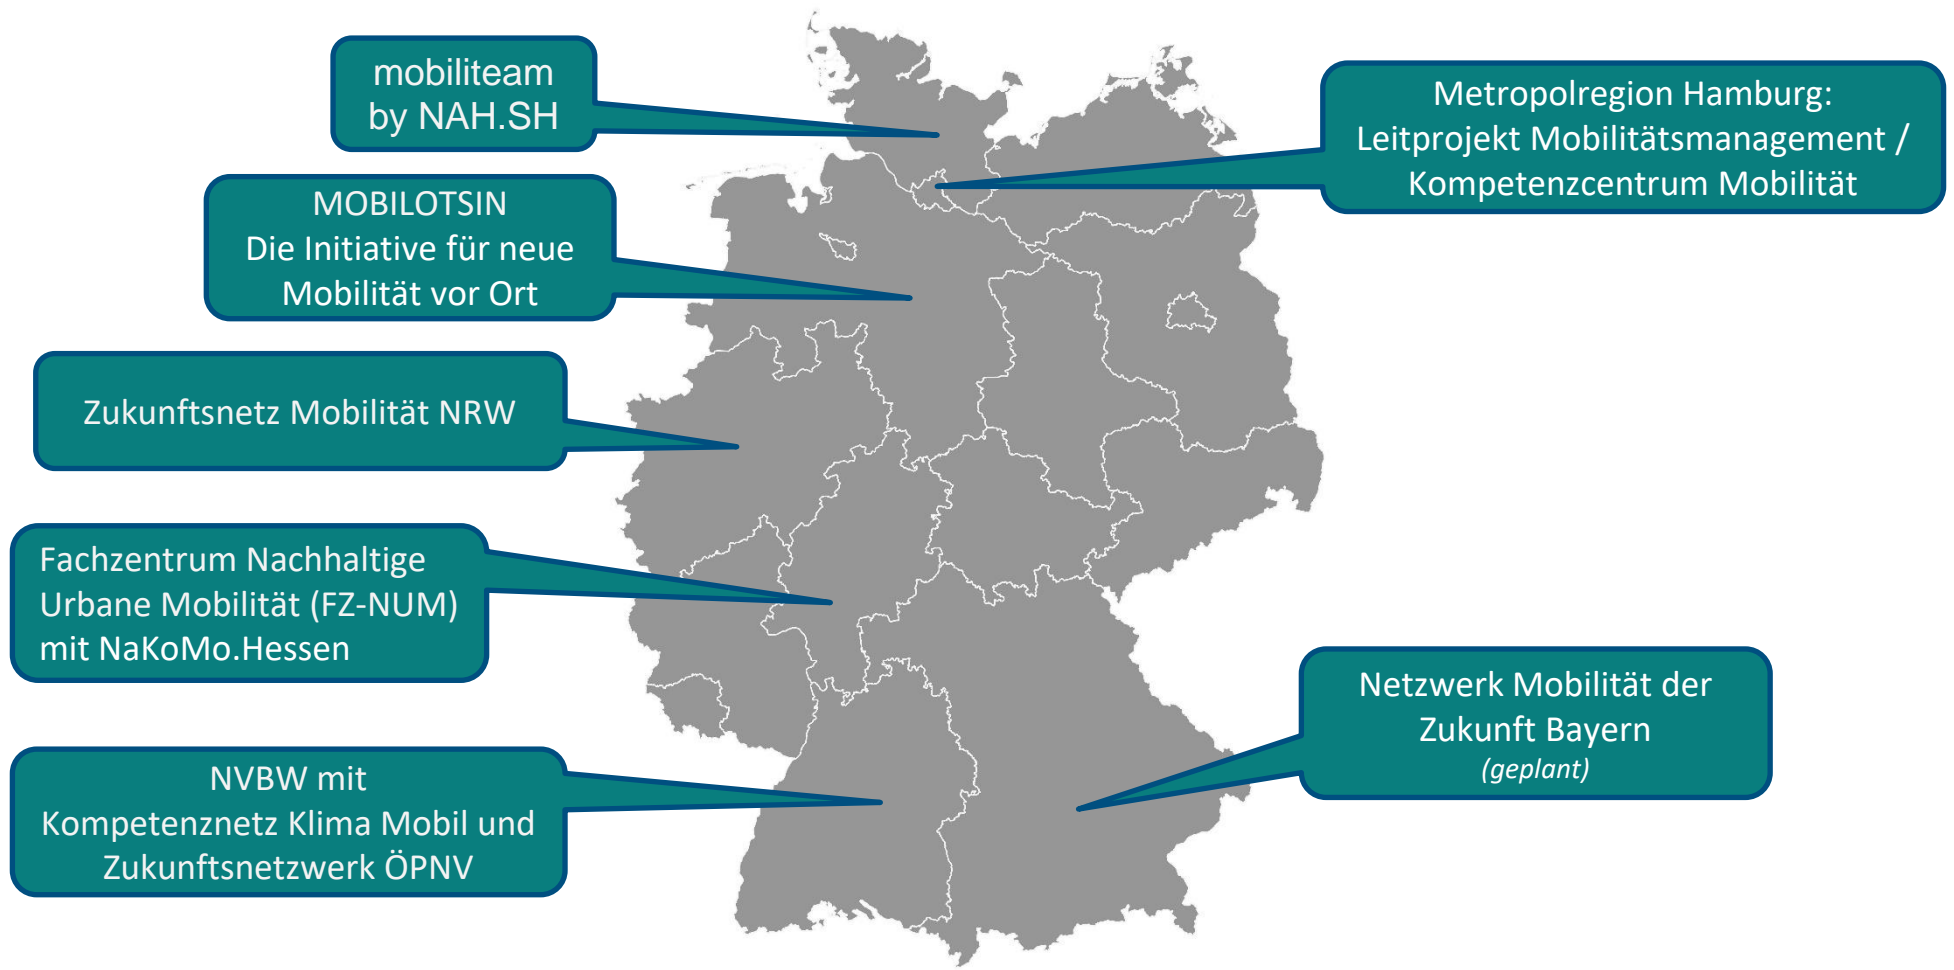 mobiliteam
by NAH.SH
Metropolregion Hamburg:
Leitprojekt Mobilitätsmanagement /
Kompetenzcentrum Mobilität
MOBILOTSIN
Die Initiative für neue
Mobilität vor Ort
Zukunftsnetz Mobilität NRW
Fachzentrum Nachhaltige
Urbane Mobilität (FZ-NUM)
mit NaKoMo.Hessen
Netzwerk Mobilität der
Zukunft Bayern
(geplant)
NVBW mit
Kompetenznetz Klima Mobil und
Zukunftsnetzwerk ÖPNV